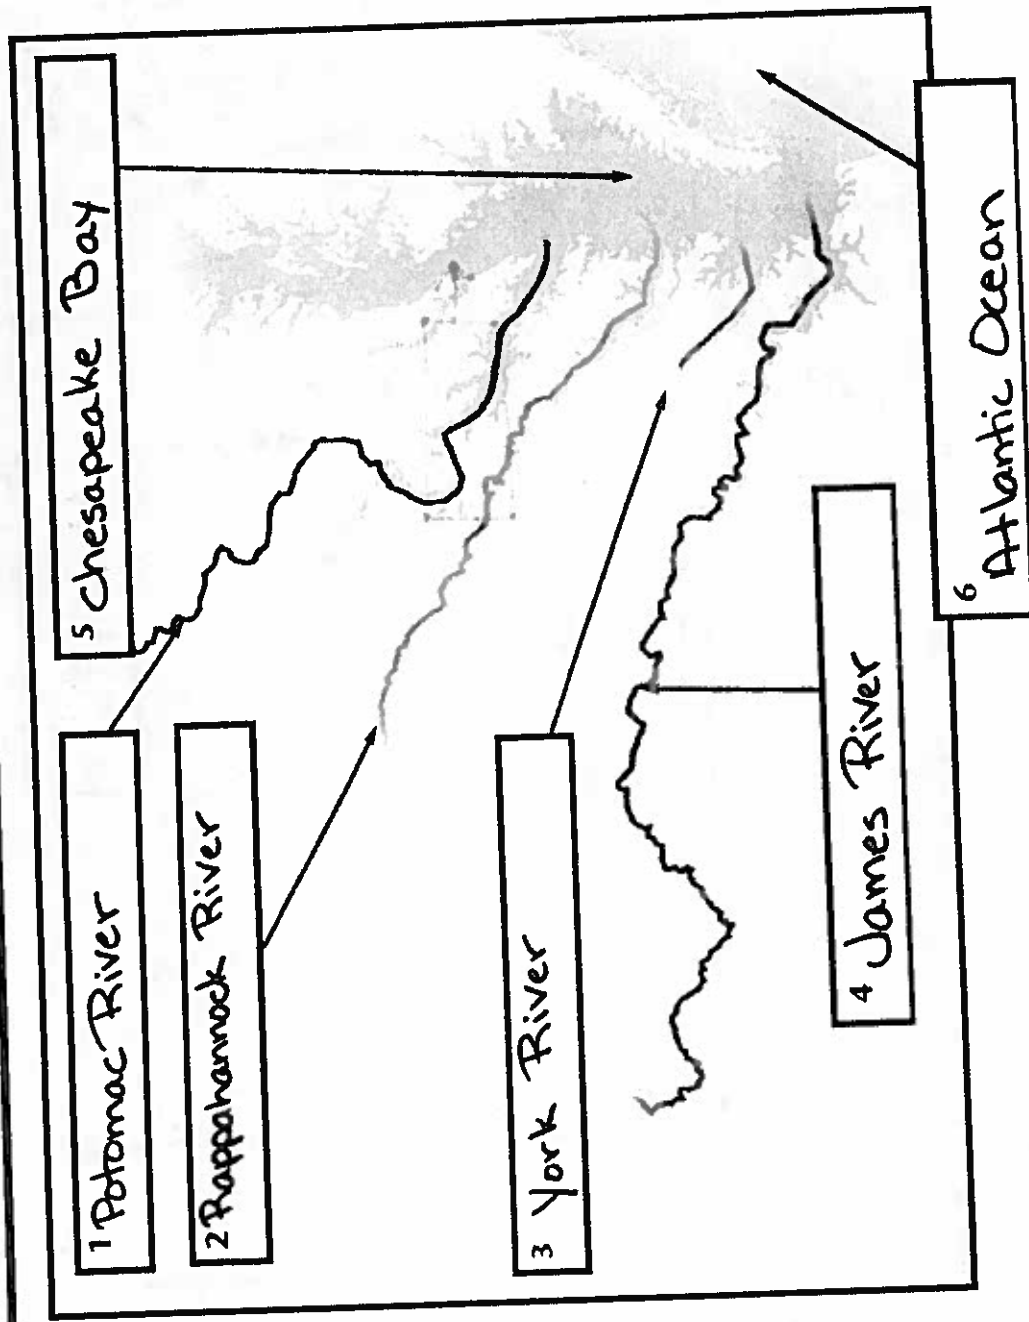 1 Potomac River
2 Rappahannock River
3 York River
4 James River
5 Chesapeake Bay
6 Atlantic Ocean